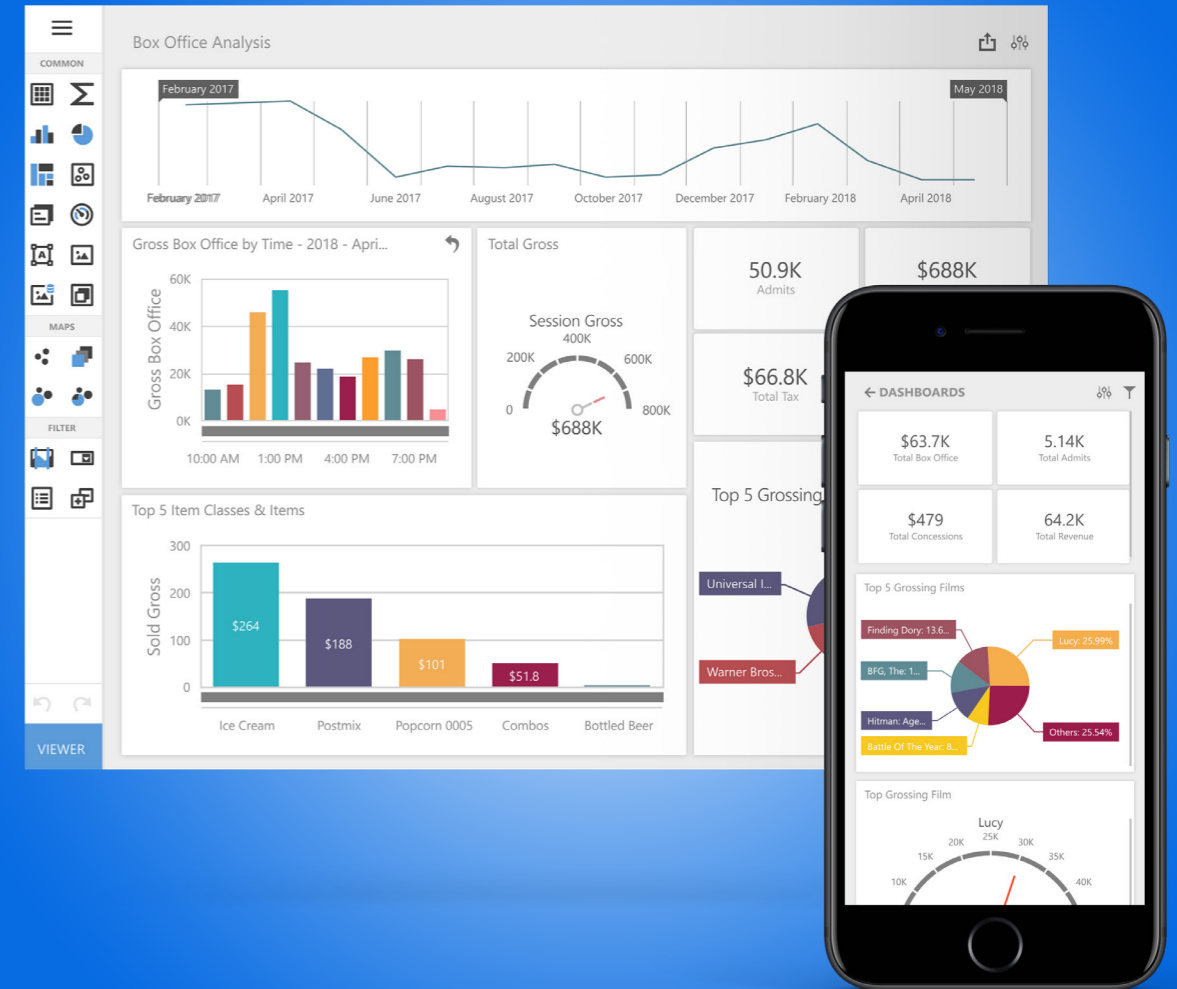 COMMON
MAPS
FILTER
VIEWER
Box Office Analysis
February 2017
May 2018
February 2017
April 2017
June 2017
August 2017
October 2017
December 2017
February 2018
April 2018
Gross Box Office by Time - 2018 - Apri...
Gross Box Office
60K
40K
20K
0K
10:00 AM
1:00 PM
4:00 PM
7:00 PM
Total Gross
Session Gross
0
200K
400K
600K
800K
$688K
50.9K
Admits
$688K
$66.8K
Total Tax
Top 5 Item Classes & Items
Sold Gross
300
200
100
0
$264
$188
$101
$51.8
Ice Cream
Postmix
Popcorn 0005
Combos
Bottled Beer
Top 5 Grossing
Universal I...
Warner Bros...
DASHBOARDS
$63.7K
Total Box Office
5.14K
Total Admits
$479
Total Concessions
64.2K
Total Revenue
Top 5 Grossing Films
Finding Dory: 13.6...
Lucy: 25.99%
BFG, The: 1...
Hitman: Age...
Battle Of The Year: 8...
Others: 25.54%
Top Grossing Film
Lucy
10K
15K
20K
25K
30K
35K
40K